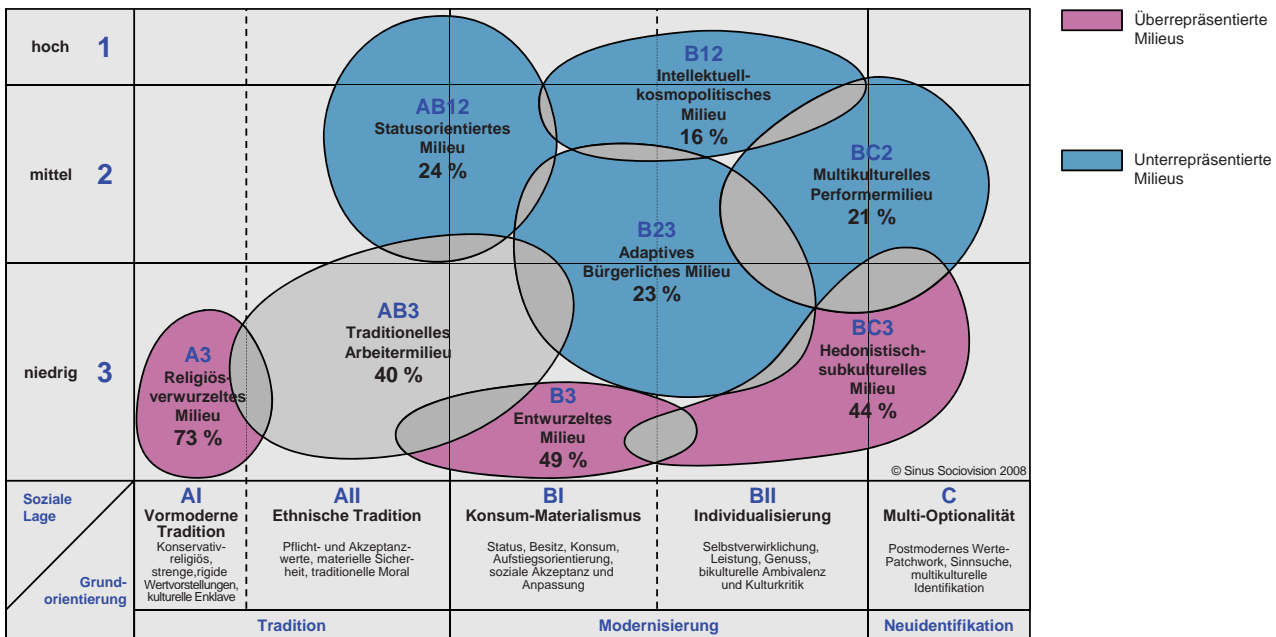 hoch 1
mittel 2
niedrig 3
B12
Intellektuell-
kosmopolitisches
Milieu
16 %
AB12
Statusorientiertes
Milieu
24 %
BC2
Multikulturelles
Performermilieu
21 %
B23
Adaptives
Bürgerliches Milieu
23 %
AB3
Traditionelles
Arbeitermilieu
40 %
A3
Religiös-
verwurzeltes
Milieu
73 %
BC3
Hedonistisch-
subkulturelles
Milieu
44 %
B3
Entwurzeltes
Milieu
49 %
© Sinus Sociovision 2008
Soziale
Lage
Grund-
orientierung
AI
Vormoderne
Tradition
Konservativ-
religiös,
strenge,rigide
Wertvorstellungen,
kulturelle Enklave
AII
Ethnische Tradition
Pflicht- und Akzeptanz-
werte, materielle Sicher-
heit, traditionelle Moral
BI
Konsum-Materialismus
Status, Besitz, Konsum,
Aufstiegsorientierung,
soziale Akzeptanz und
Anpassung
BII
Individualisierung
Selbstverwirklichung,
Leistung, Genuss,
bikulturelle Ambivalenz
und Kulturkritik
C
Multi-Optionalität
Postmodernes Werte-
Patchwork, Sinnsuche,
multikulturelle
Identifikation
Tradition
Modernisierung
Neuidentifikation
Überrepräsentierte
Milieus
Unterrepräsentierte
Milieus